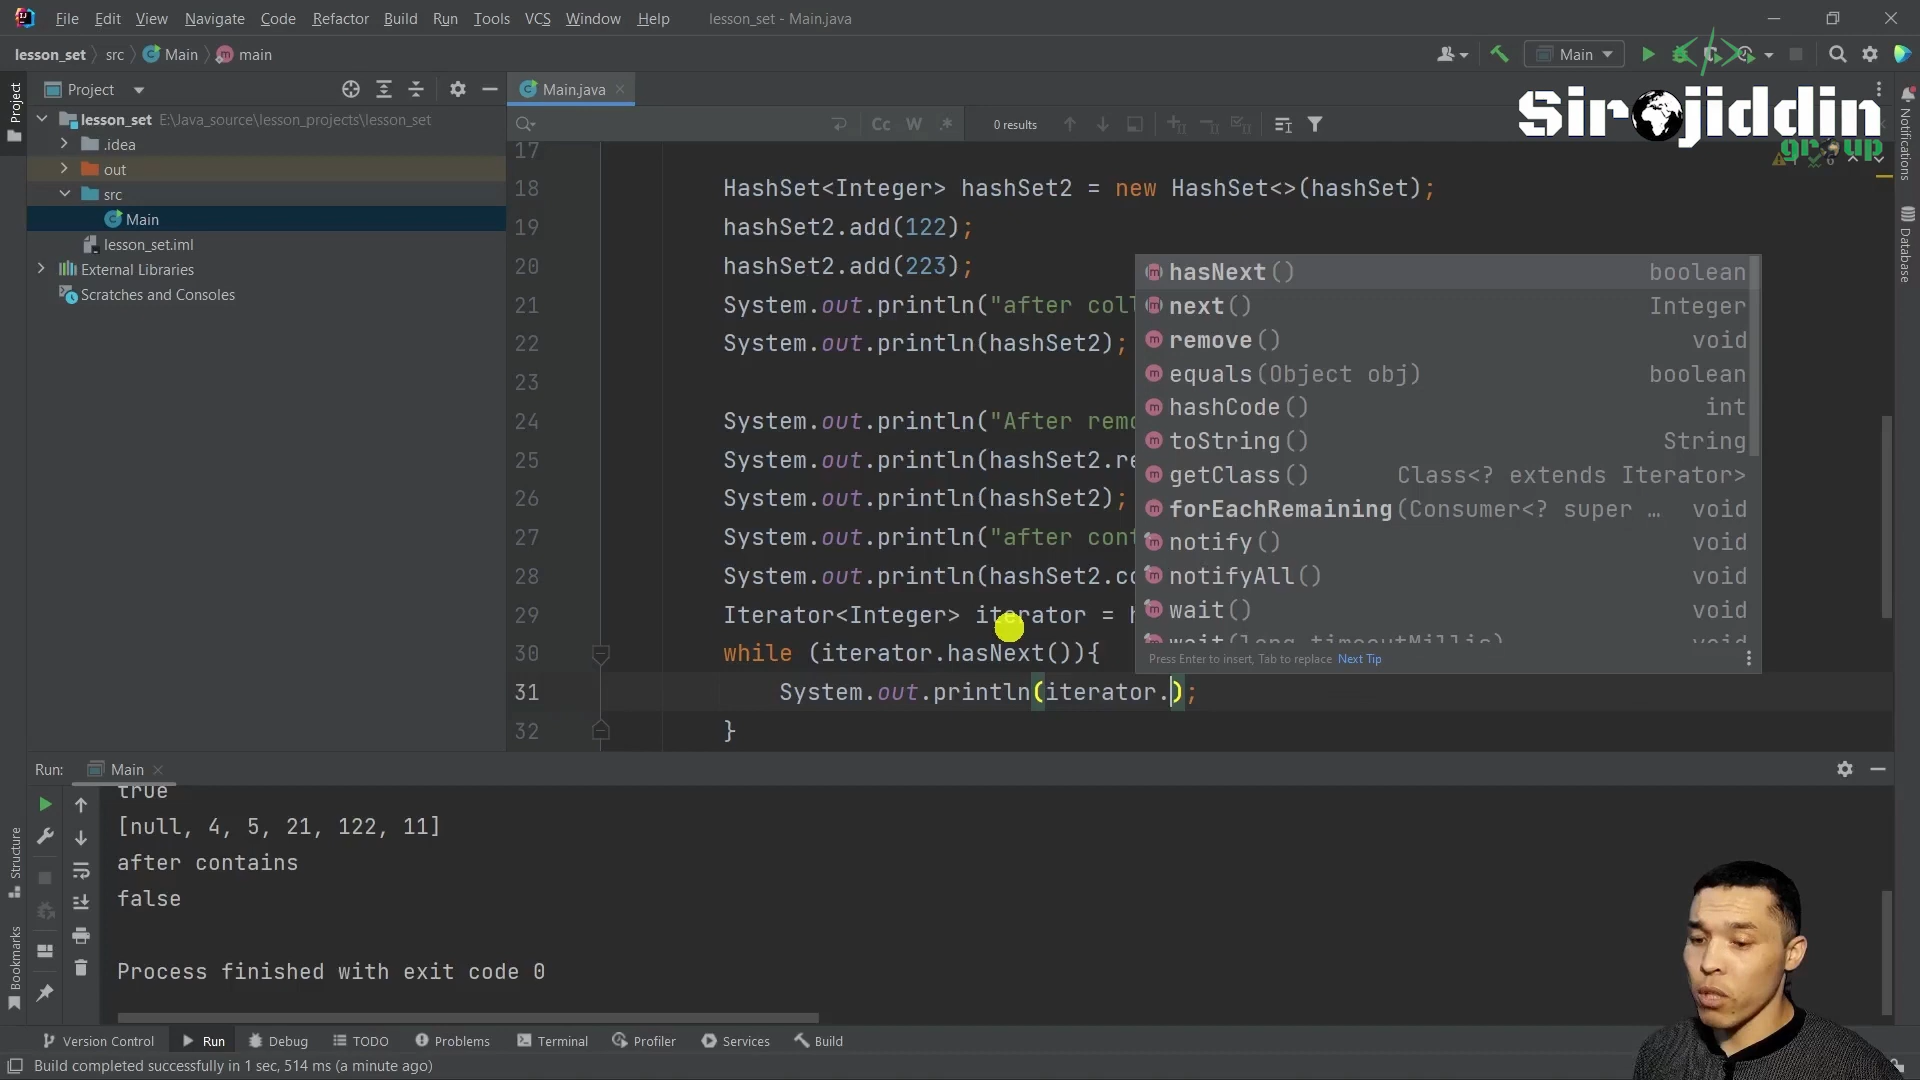 File Edit View Navigate Code Refactor Build Run Tools VCS Window Help lesson_set - Main.java
lesson_set src Main main
Main
Project
Main.java
Sirojiddin
group
Cc W .* 0 results
lesson_set E:\Java_source\lesson_projects\lesson_set
.idea
out
src
Main
lesson_set.iml
External Libraries
Scratches and Consoles
Project
Notifications
Database
17
18 HashSet<Integer> hashSet2 = new HashSet<>(hashSet);
19 hashSet2.add(122);
20 hashSet2.add(223);
21 System.out.println("after coll
22 System.out.println(hashSet2);
23
24 System.out.println("After remo
25 System.out.println(hashSet2.re
26 System.out.println(hashSet2);
27 System.out.println("after cont
28 System.out.println(hashSet2.co
29 Iterator<Integer> iterator = h
30 while (iterator.hasNext()){
31 System.out.println(iterator.);
32 }
hasNext() boolean
next() Integer
remove() void
equals(Object obj) boolean
hashCode() int
toString() String
getClass() Class<? extends Iterator>
forEachRemaining(Consumer<? super … void
notify() void
notifyAll() void
wait() void
wait(long timeoutMillis) void
Press Enter to insert, Tab to replace Next Tip
Run: Main
true
[null, 4, 5, 21, 122, 11]
after contains
false
Process finished with exit code 0
Structure
Bookmarks
Version Control Run Debug TODO Problems Terminal Profiler Services Build
Build completed successfully in 1 sec, 514 ms (a minute ago)